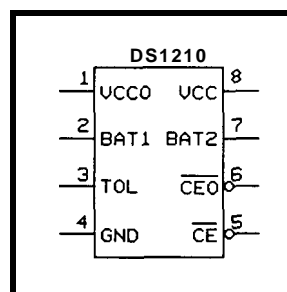 DS1210
1 VCCO VCC 8
2 BAT1 BAT2 7
3 TOL CEO 6
4 GND CE 5